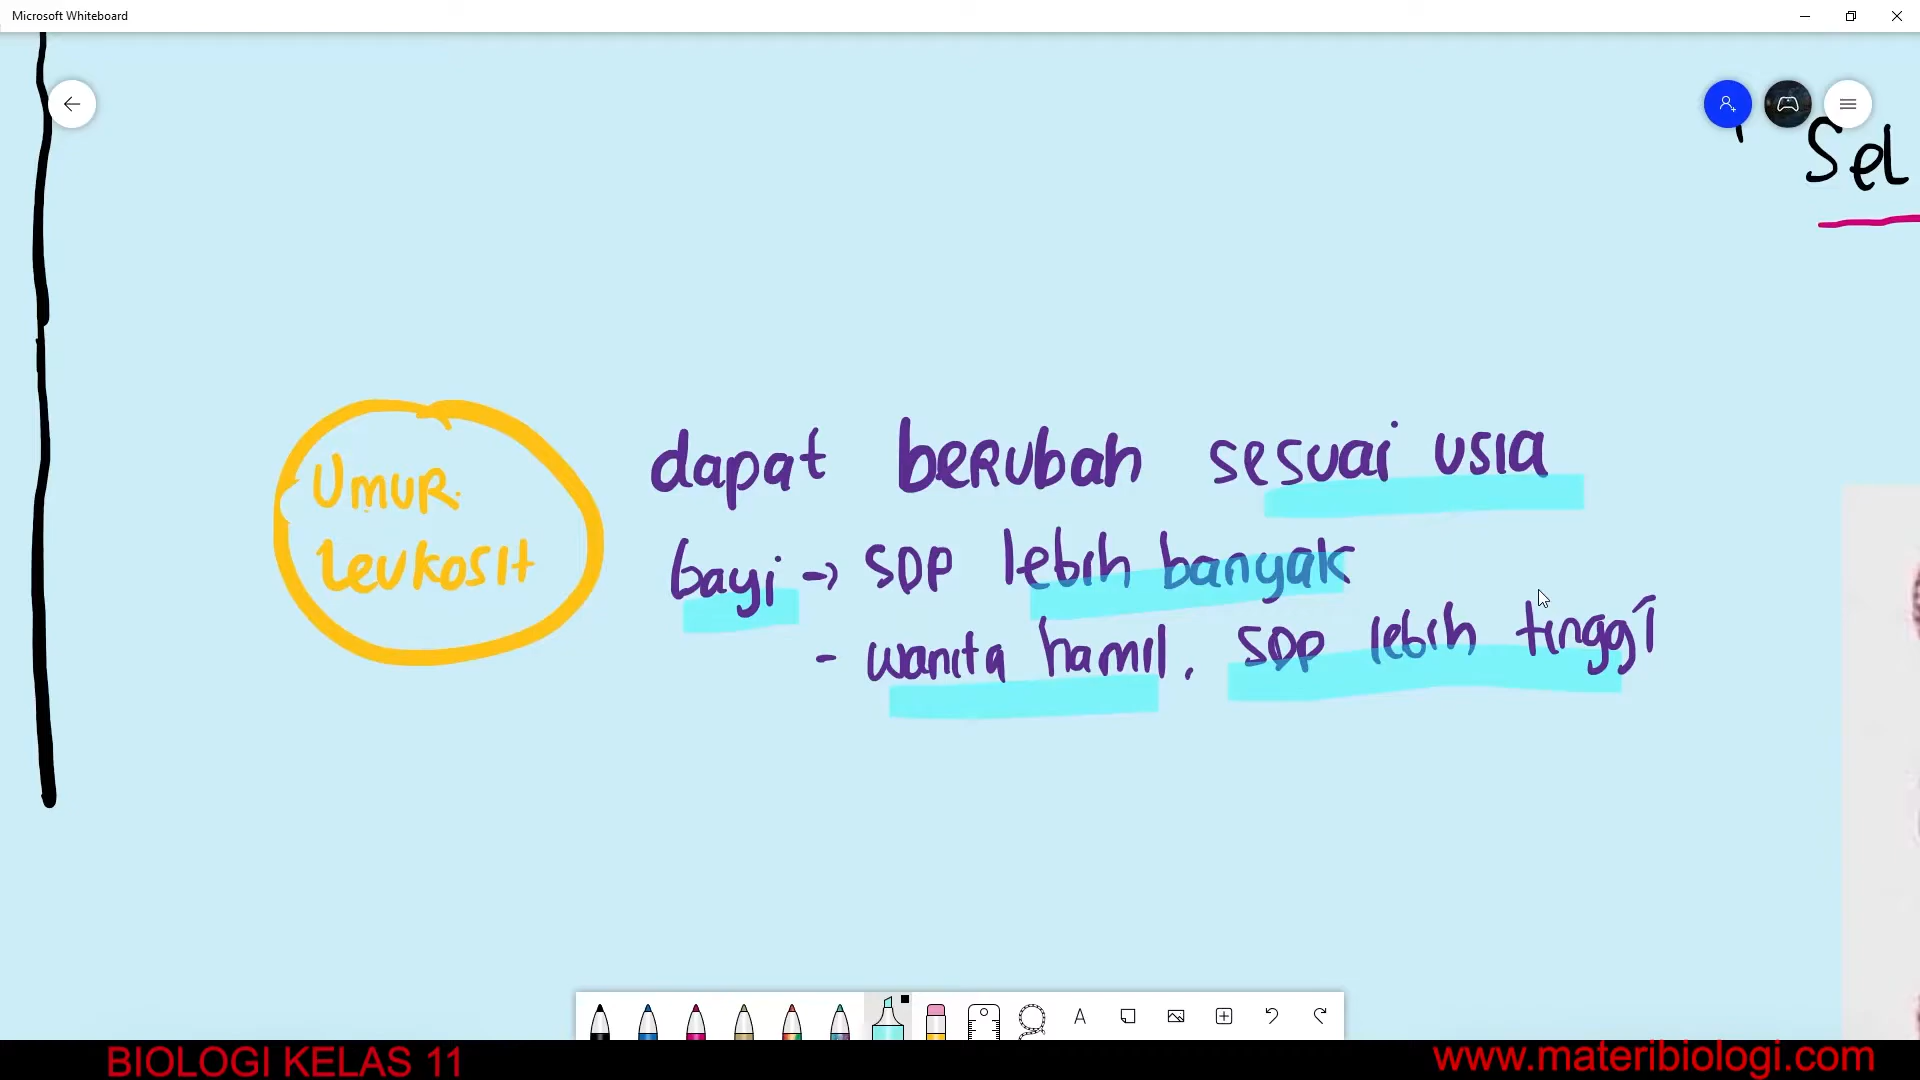 Microsoft Whiteboard
Sel
Umur
Leukosit
dapat berubah sesuai usia
bayi → SDP lebih banyak
- wanita hamil, SDP lebih tinggi
BIOLOGI KELAS 11
www.materibiologi.com